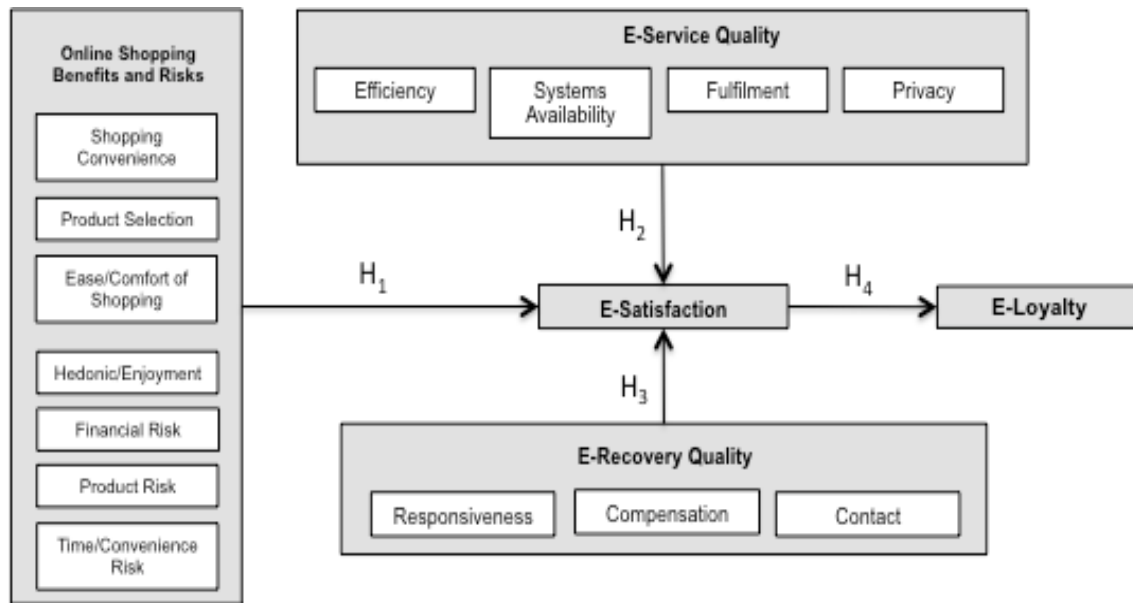 Online Shopping
Benefits and Risks
Shopping
Convenience
Product Selection
Ease/Comfort of
Shopping
Hedonic/Enjoyment
Financial Risk
Product Risk
Time/Convenience
Risk
E-Service Quality
Efficiency
Systems
Availability
Fulfilment
Privacy
H1
H2
E-Satisfaction
H4
E-Loyalty
H3
E-Recovery Quality
Responsiveness
Compensation
Contact